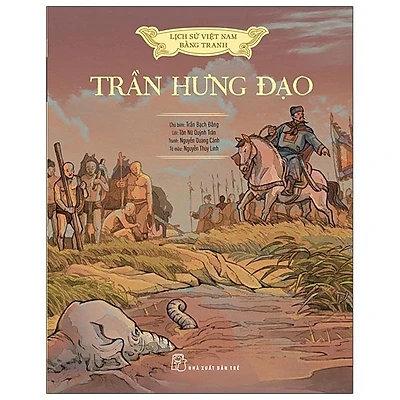 LỊCH SỬ VIỆT NAM
BẰNG TRANH
TRẦN HƯNG ĐẠO
Chủ biên: Trần Bạch Đằng
Lời: Tôn Nữ Quỳnh Trân
Tranh: Nguyễn Quang Cảnh
Tô màu: Nguyễn Thùy Linh
NHÀ XUẤT BẢN TRẺ